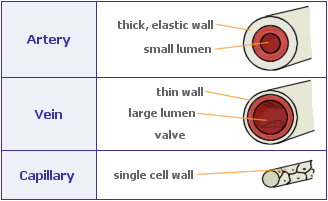 Artery
thick, elastic wall
small lumen
Vein
thin wall
large lumen
valve
Capillary
single cell wall